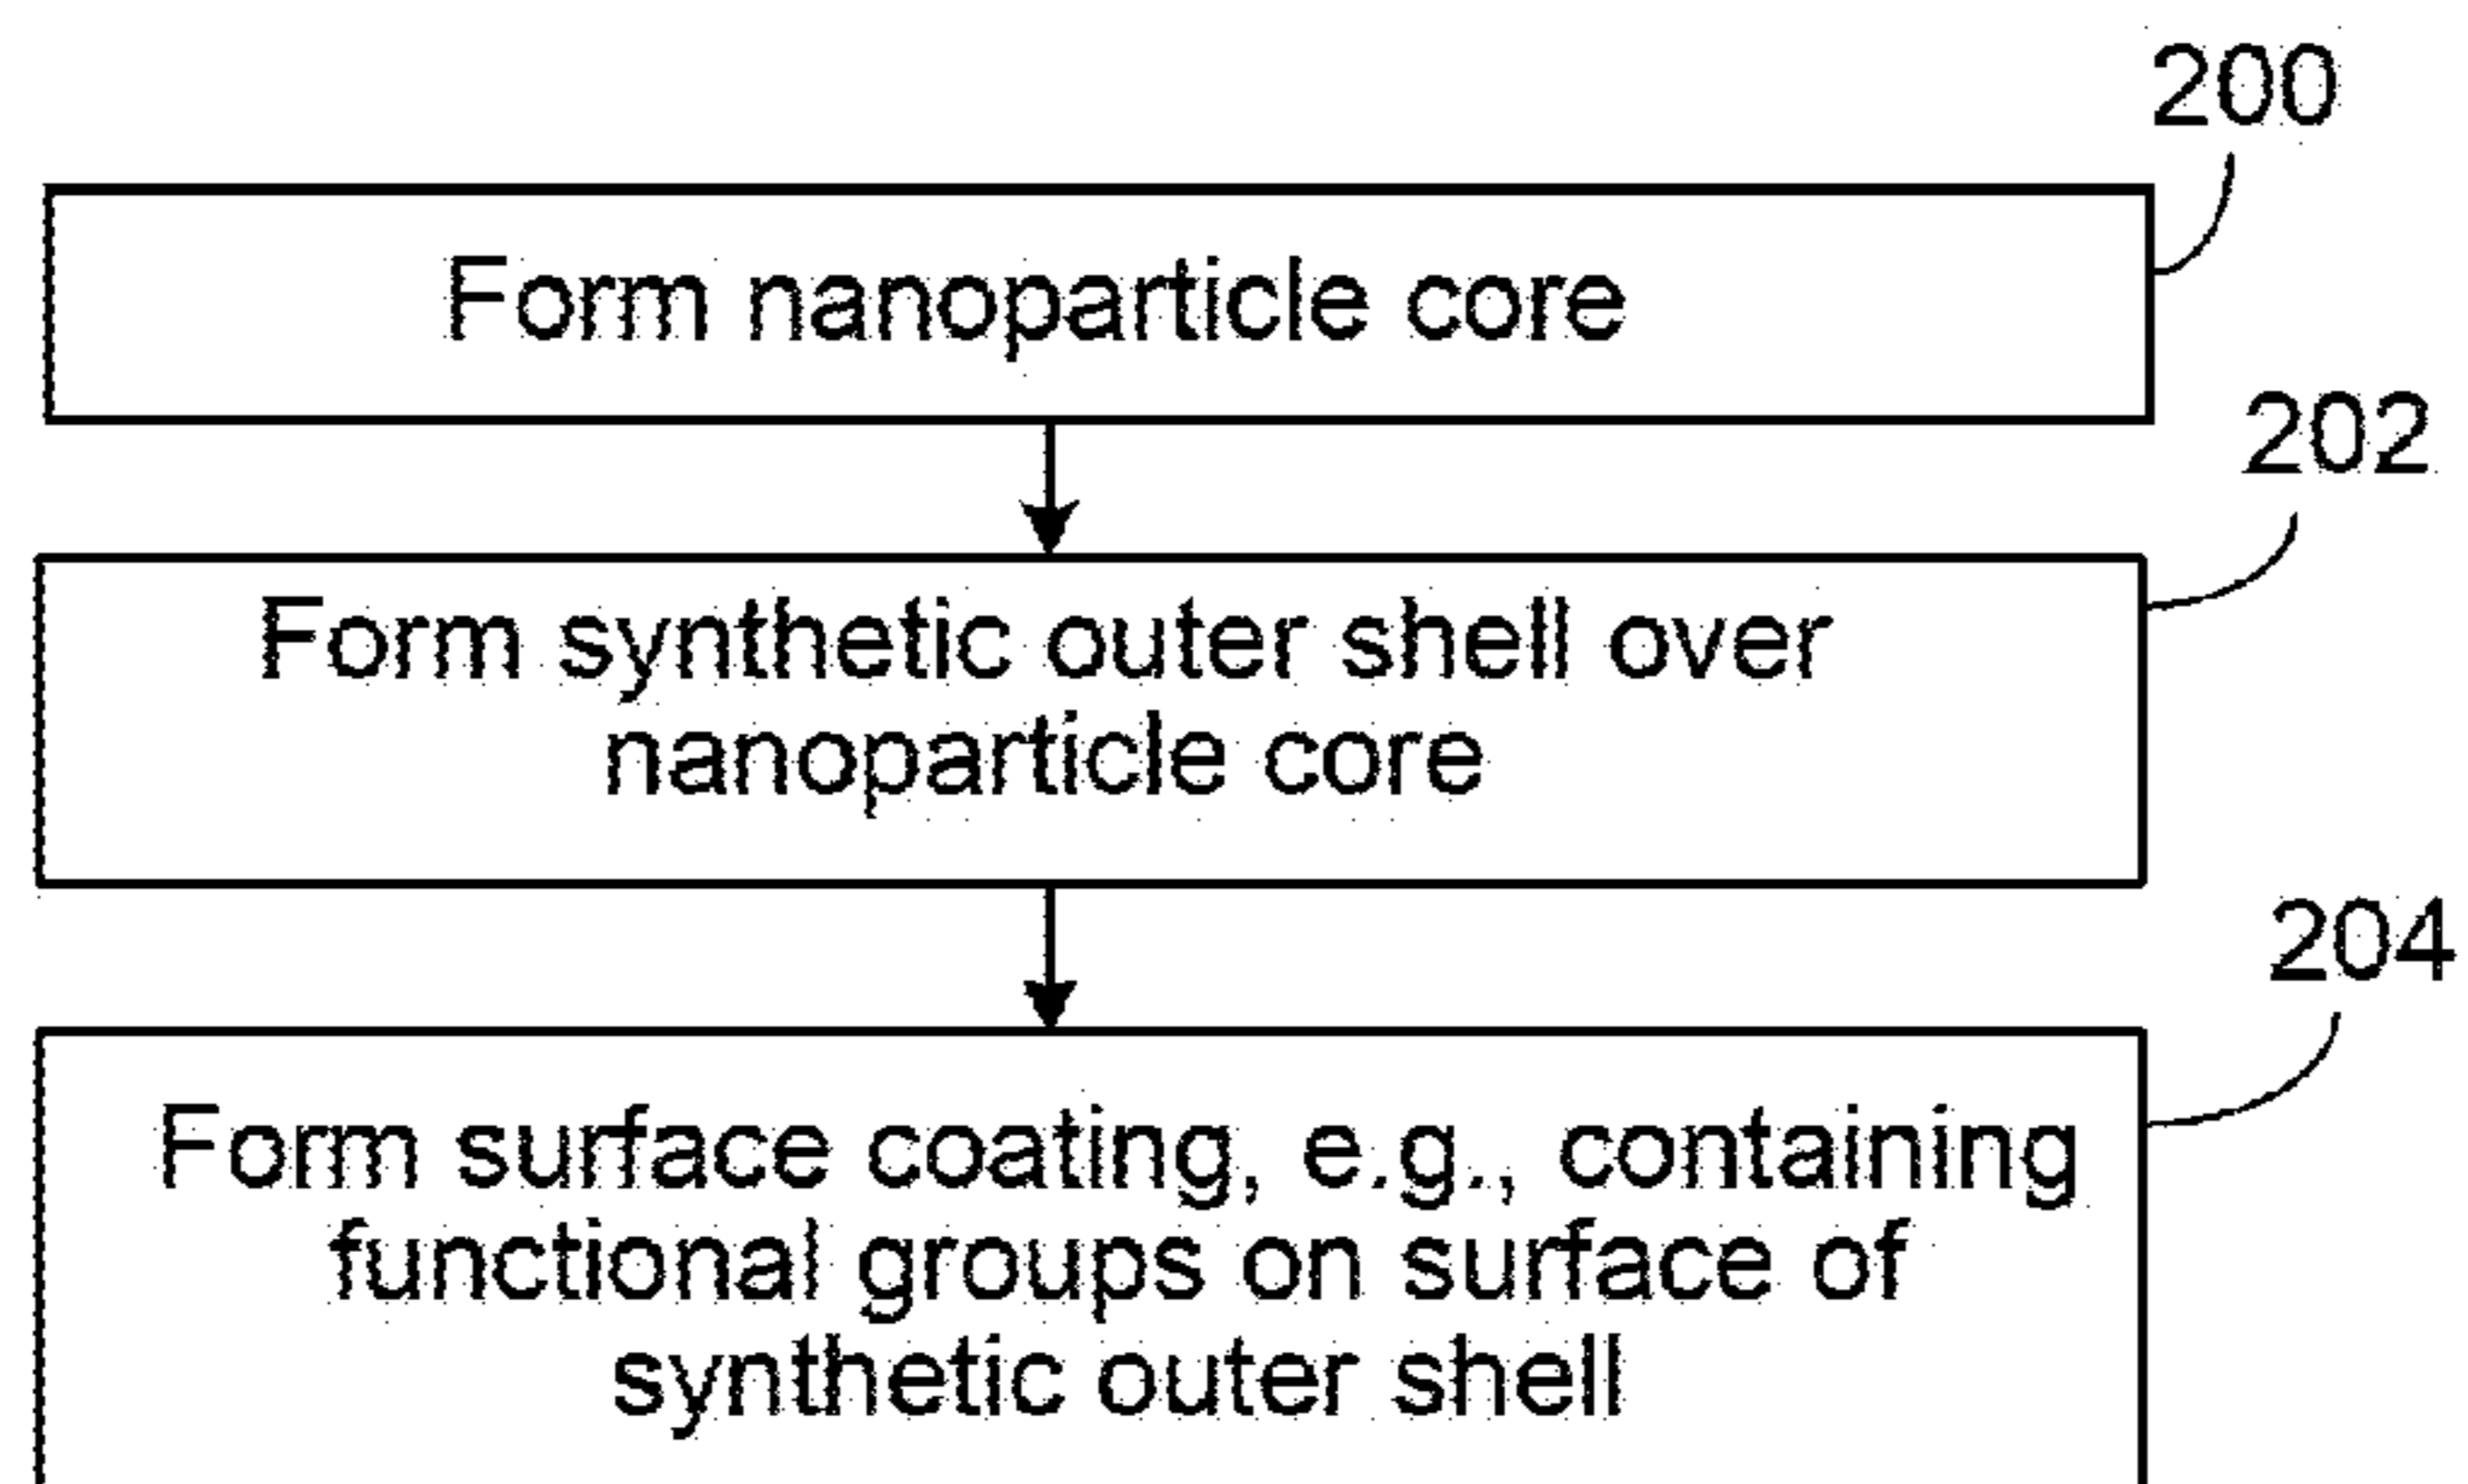 200
Form nanoparticle core
202
Form synthetic outer shell over
nanoparticle core
204
Form surface coating, e.g., containing
functional groups on surface of
synthetic outer shell